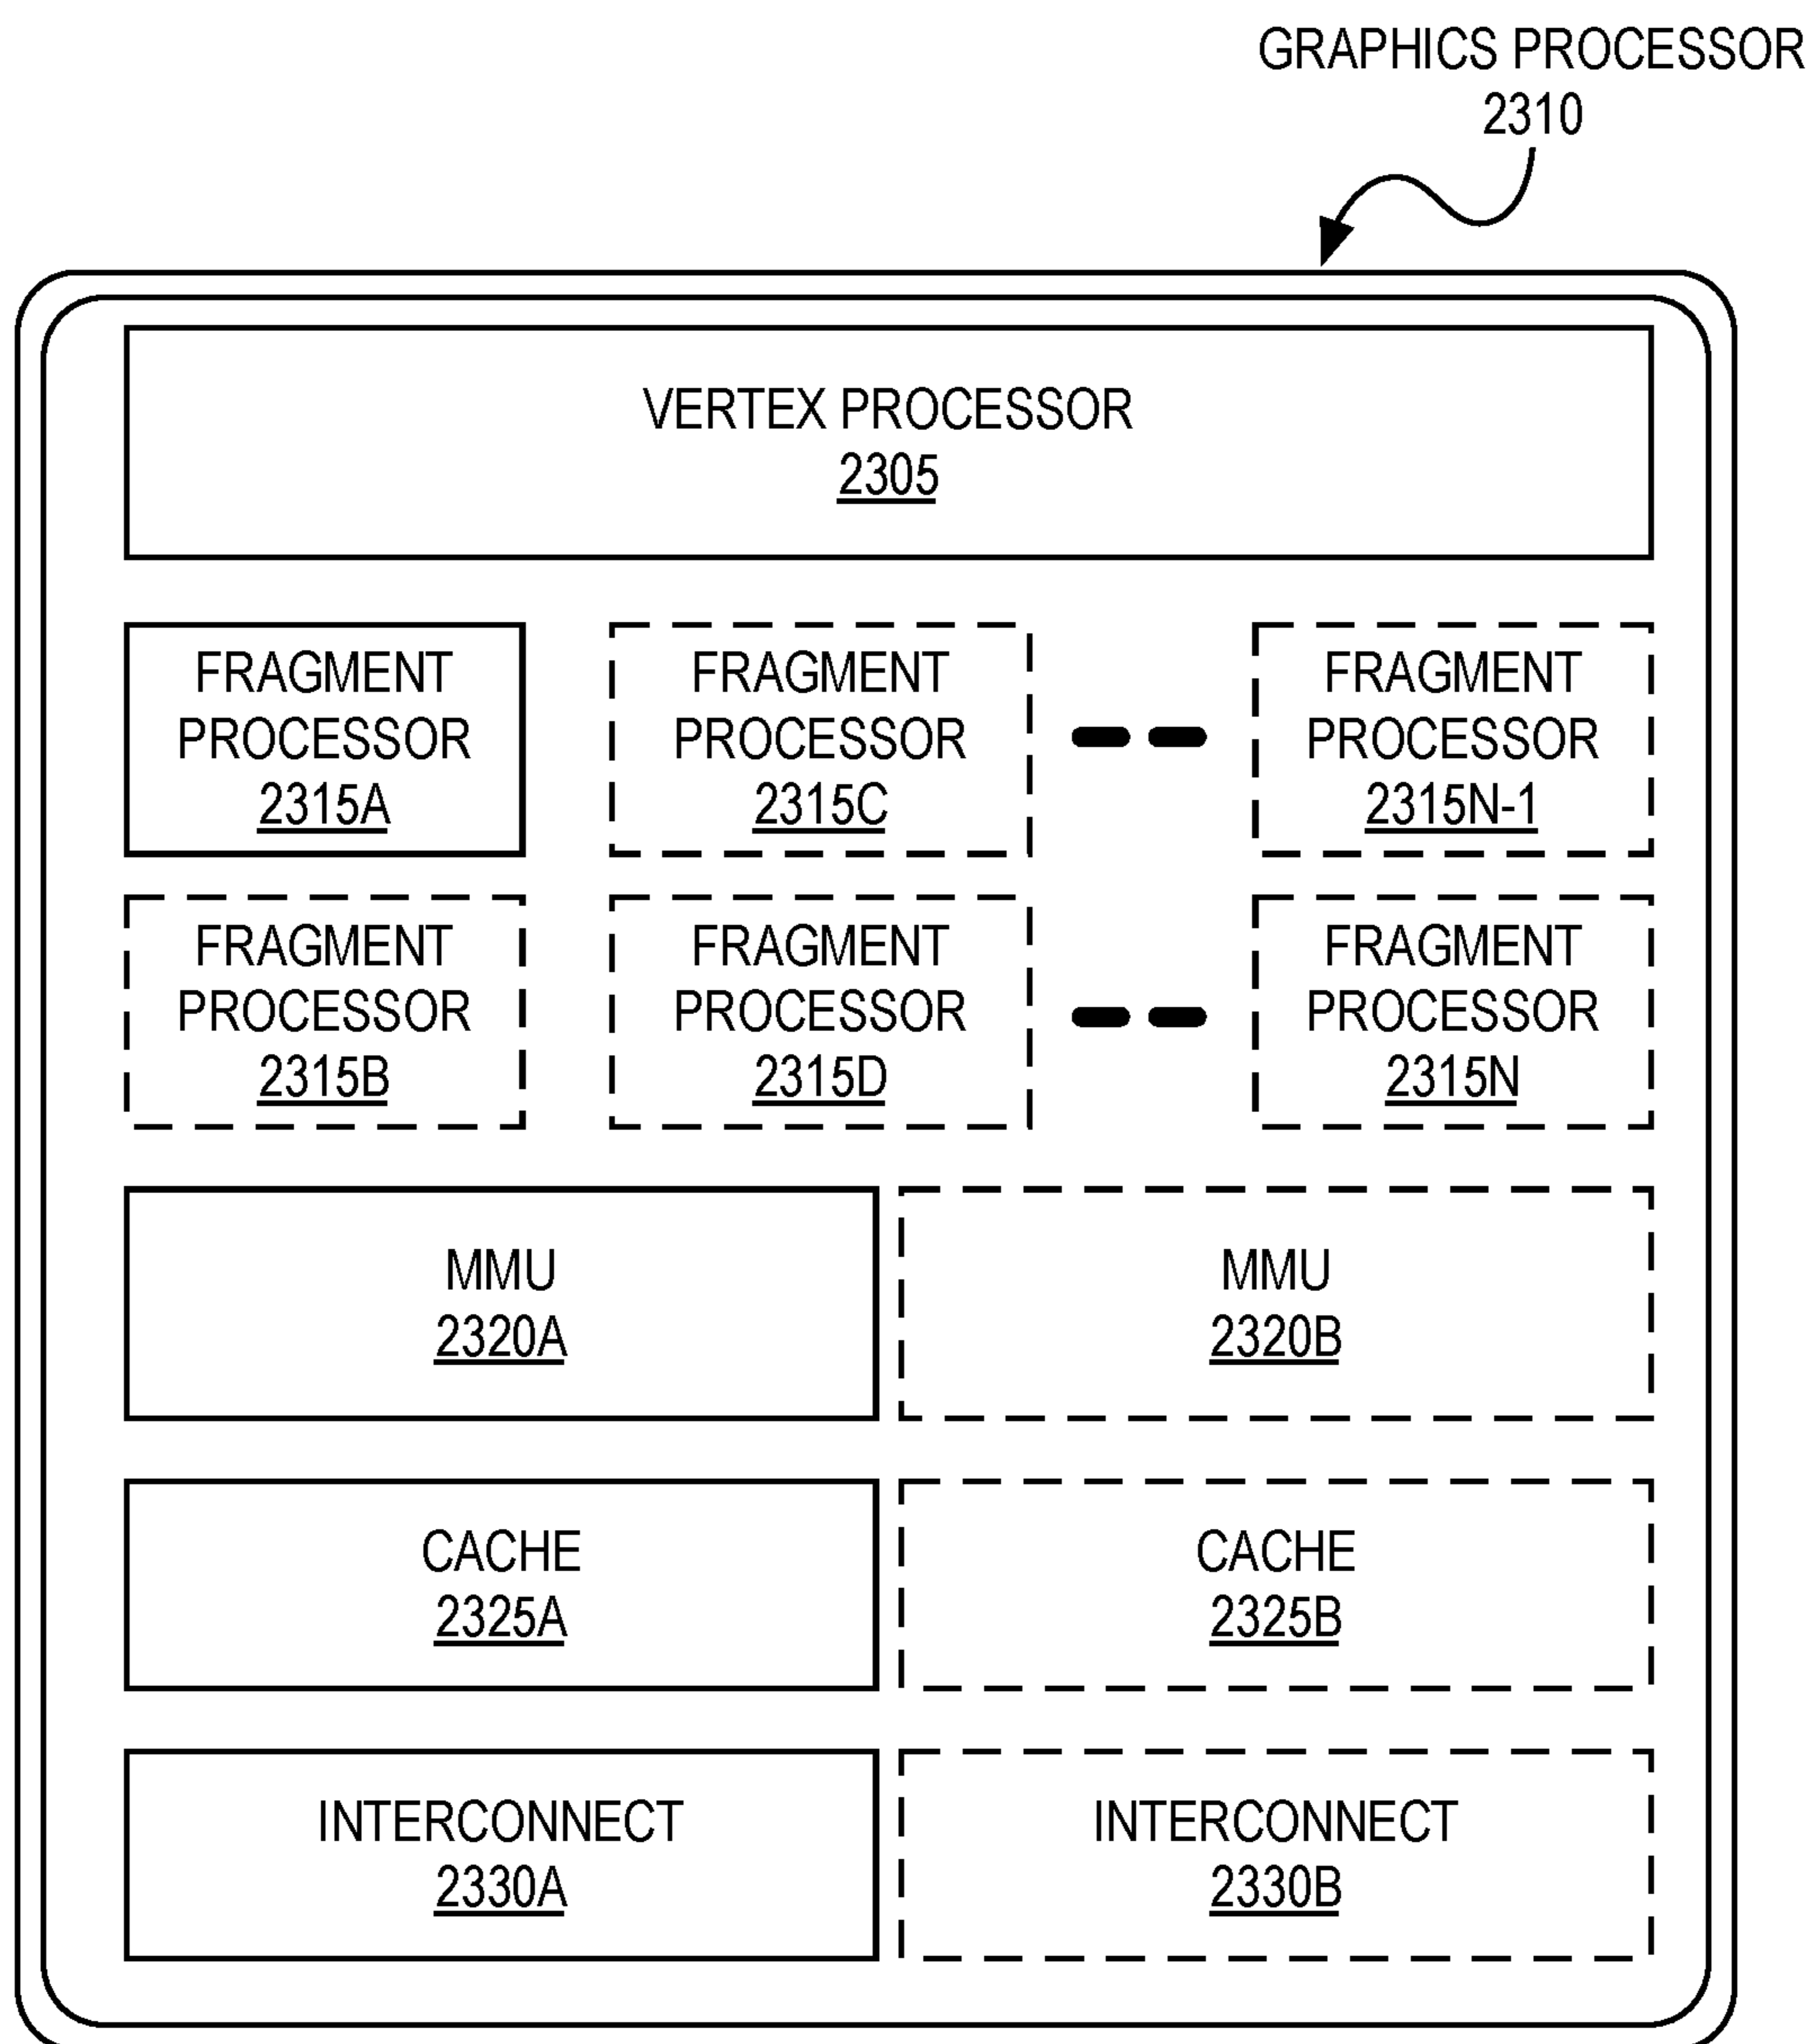 GRAPHICS PROCESSOR
2310
VERTEX PROCESSOR
2305
FRAGMENT
PROCESSOR
2315A
FRAGMENT
PROCESSOR
2315C
FRAGMENT
PROCESSOR
2315N-1
FRAGMENT
PROCESSOR
2315B
FRAGMENT
PROCESSOR
2315D
FRAGMENT
PROCESSOR
2315N
MMU
2320A
MMU
2320B
CACHE
2325A
CACHE
2325B
INTERCONNECT
2330A
INTERCONNECT
2330B